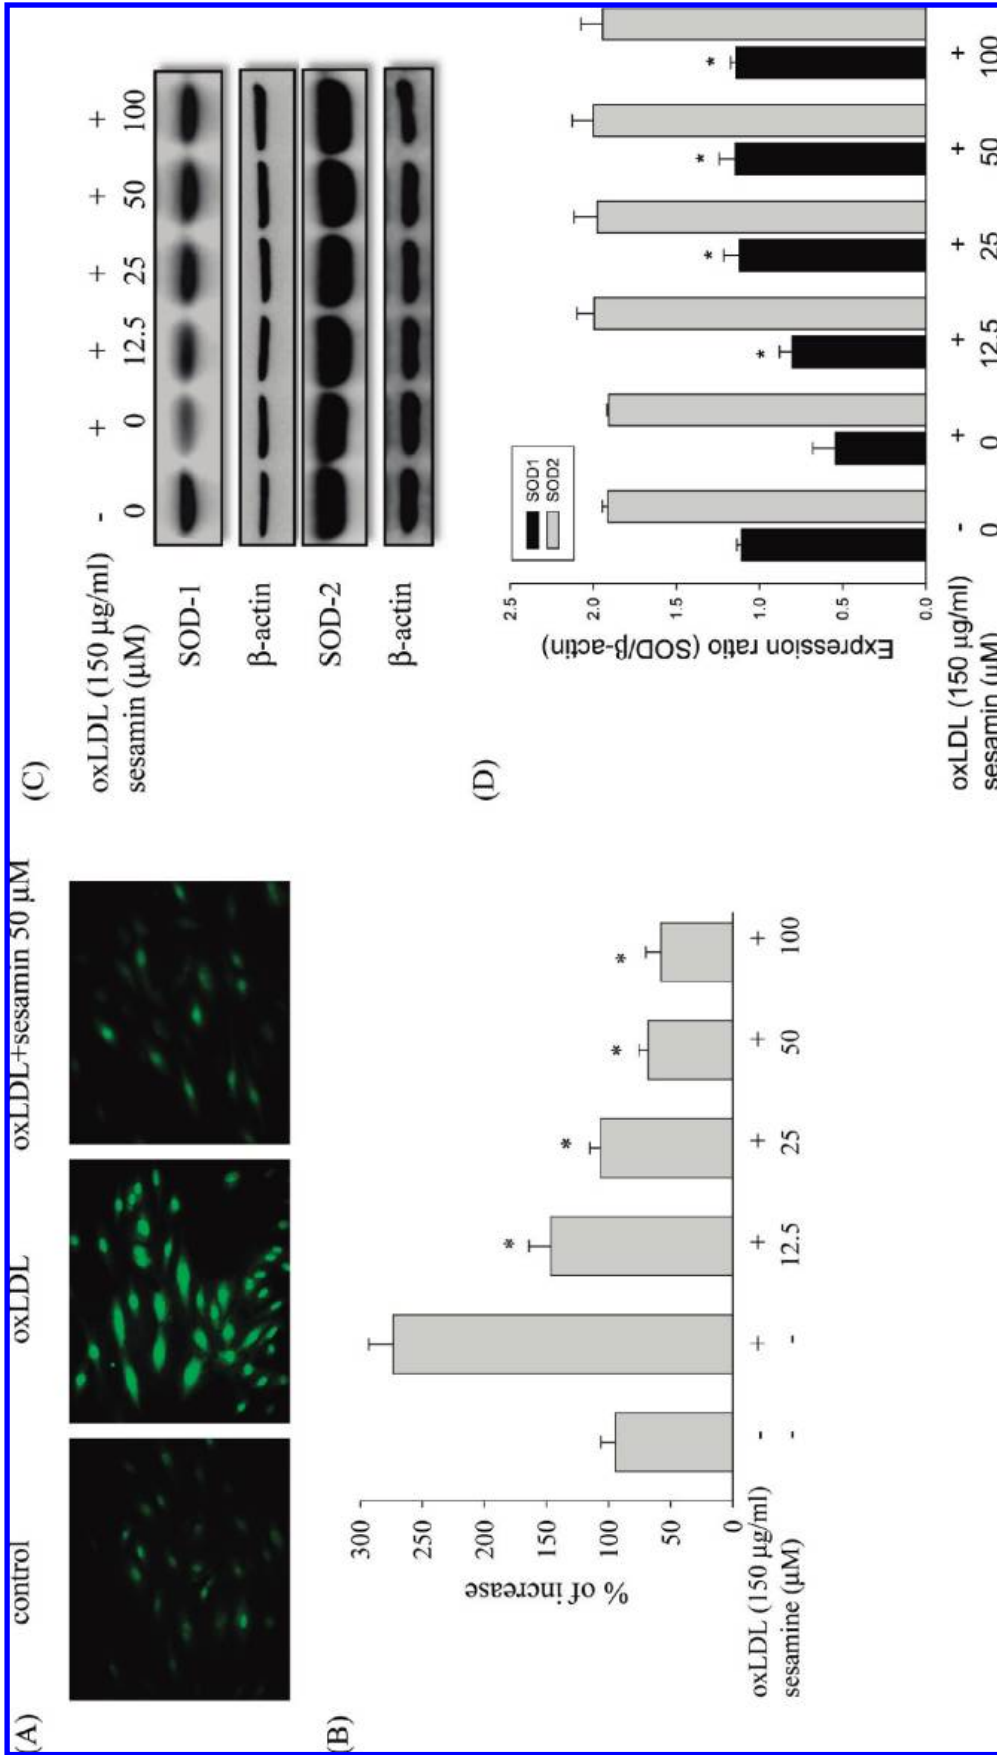 (A)
control oxLDL oxLDL+sesamin 50 µM
(B)
% of increase
300
250
200
150
100
50
0
* * * *
oxLDL (150 µg/ml) - + + + + +
sesamine (µM) - - 12.5 25 50 100
(C)
oxLDL (150 µg/ml) - + + + + +
sesamin (µM) 0 0 12.5 25 50 100
SOD-1
β-actin
SOD-2
β-actin
(D)
Expression ratio (SOD/β-actin)
2.5
2.0
1.5
1.0
0.5
0.0
SOD1
SOD2
* * * *
oxLDL (150 µg/ml) - + + + + +
sesamin (µM) 0 0 12.5 25 50 100